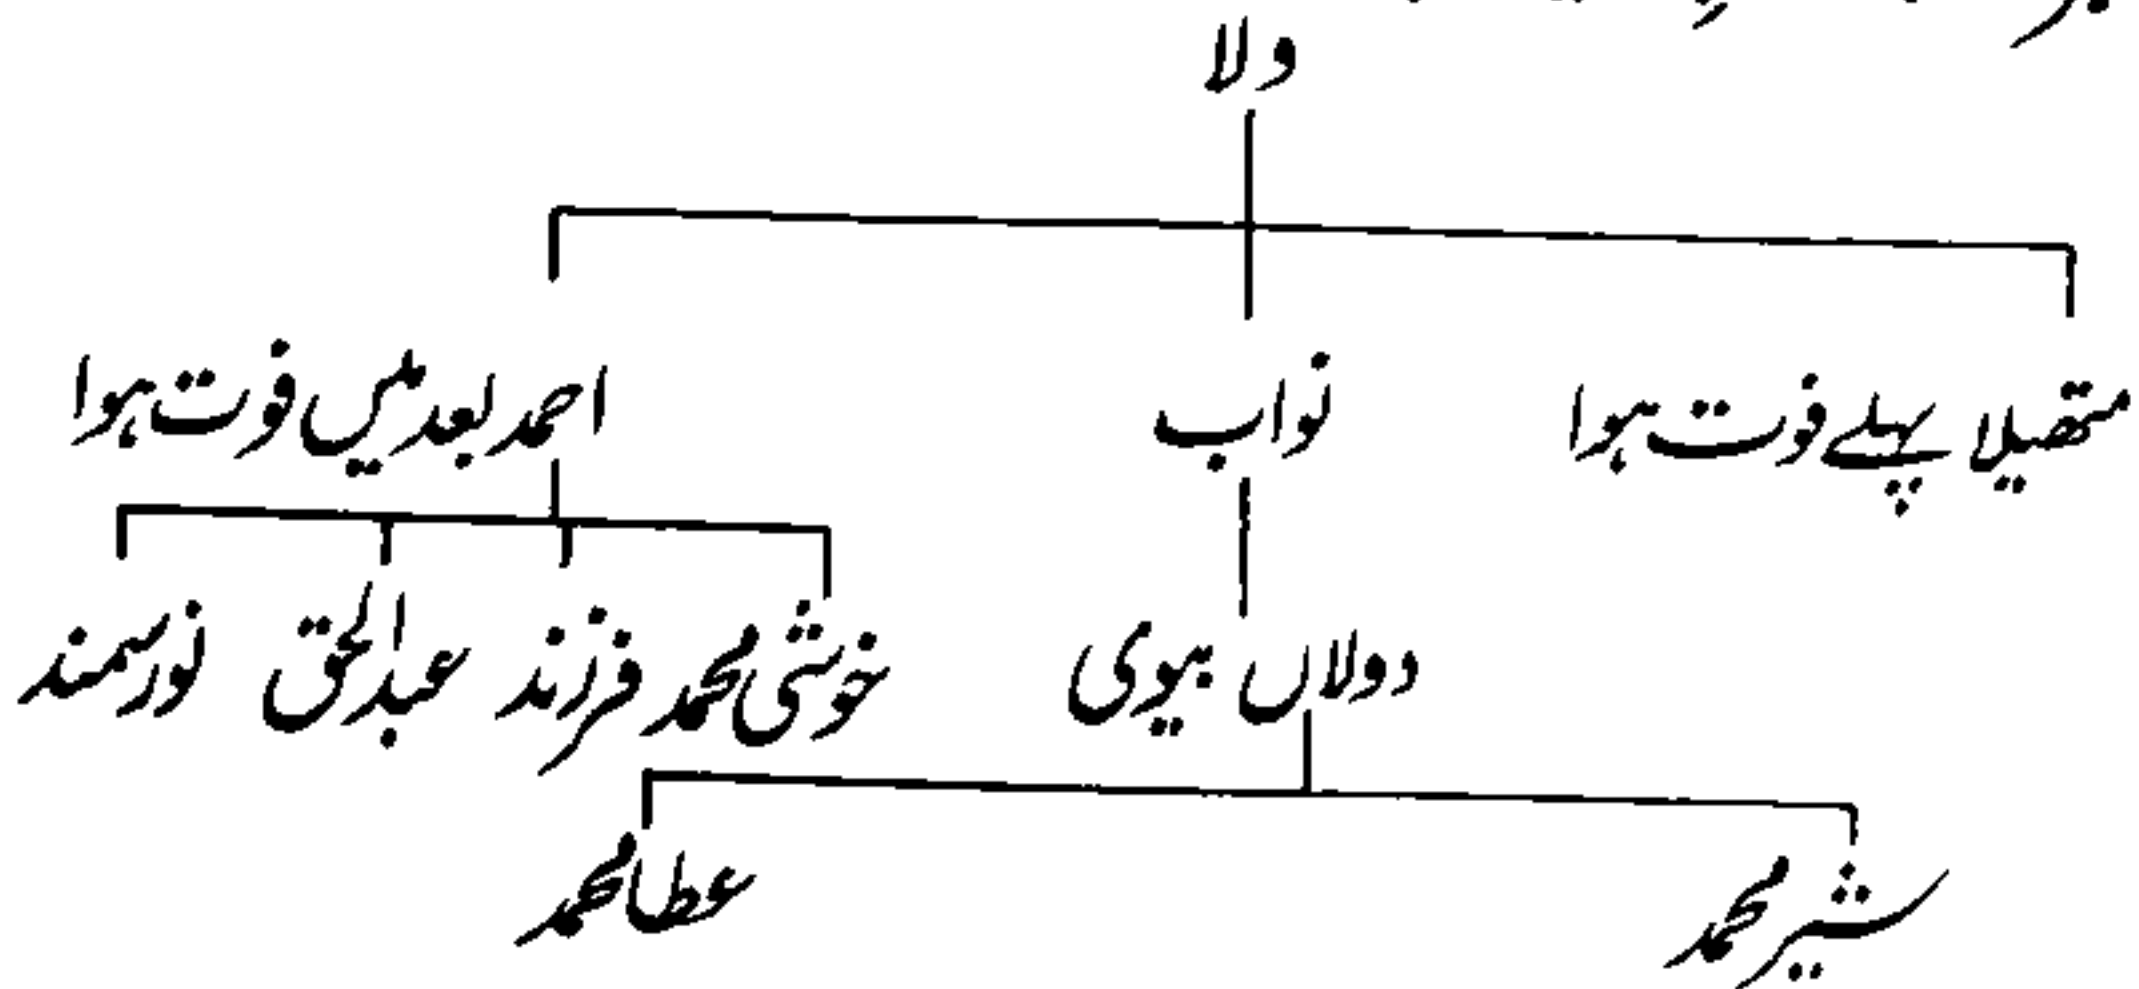 ولا
متھیلا پہلے فوت ہوا نواب احمد بعد میں فوت ہوا
دولاں بیوی خوشی محمد فرزند عبدالحق نور سمند
شیر محمد عطا محمد